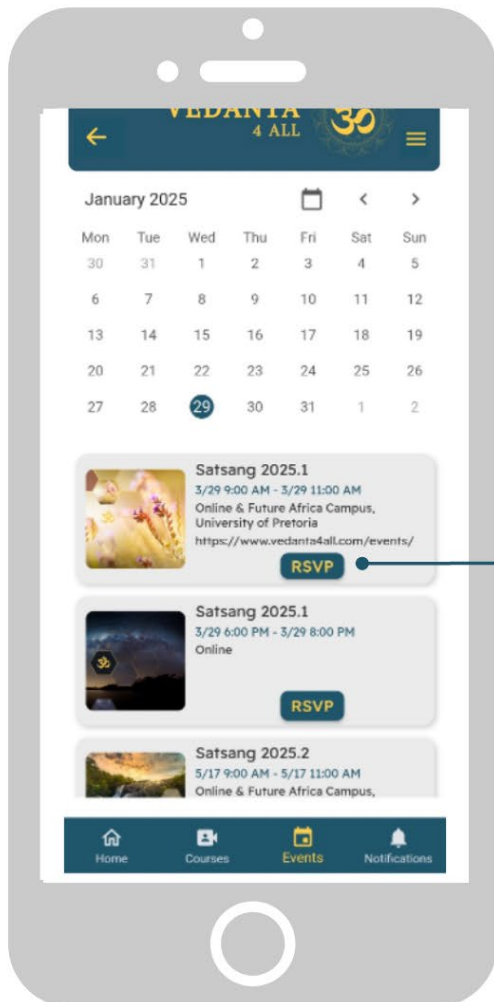 VEDANTA
4 ALL
ॐ
January 2025
Mon Tue Wed Thu Fri Sat Sun
30 31 1 2 3 4 5
6 7 8 9 10 11 12
13 14 15 16 17 18 19
20 21 22 23 24 25 26
27 28 29 30 31 1 2
Satsang 2025.1
3/29 9:00 AM - 3/29 11:00 AM
Online & Future Africa Campus,
University of Pretoria
https://www.vedanta4all.com/events/
RSVP
Satsang 2025.1
3/29 6:00 PM - 3/29 8:00 PM
Online
ॐ
RSVP
Satsang 2025.2
5/17 9:00 AM - 5/17 11:00 AM
Online & Future Africa Campus,
Home Courses Events Notifications